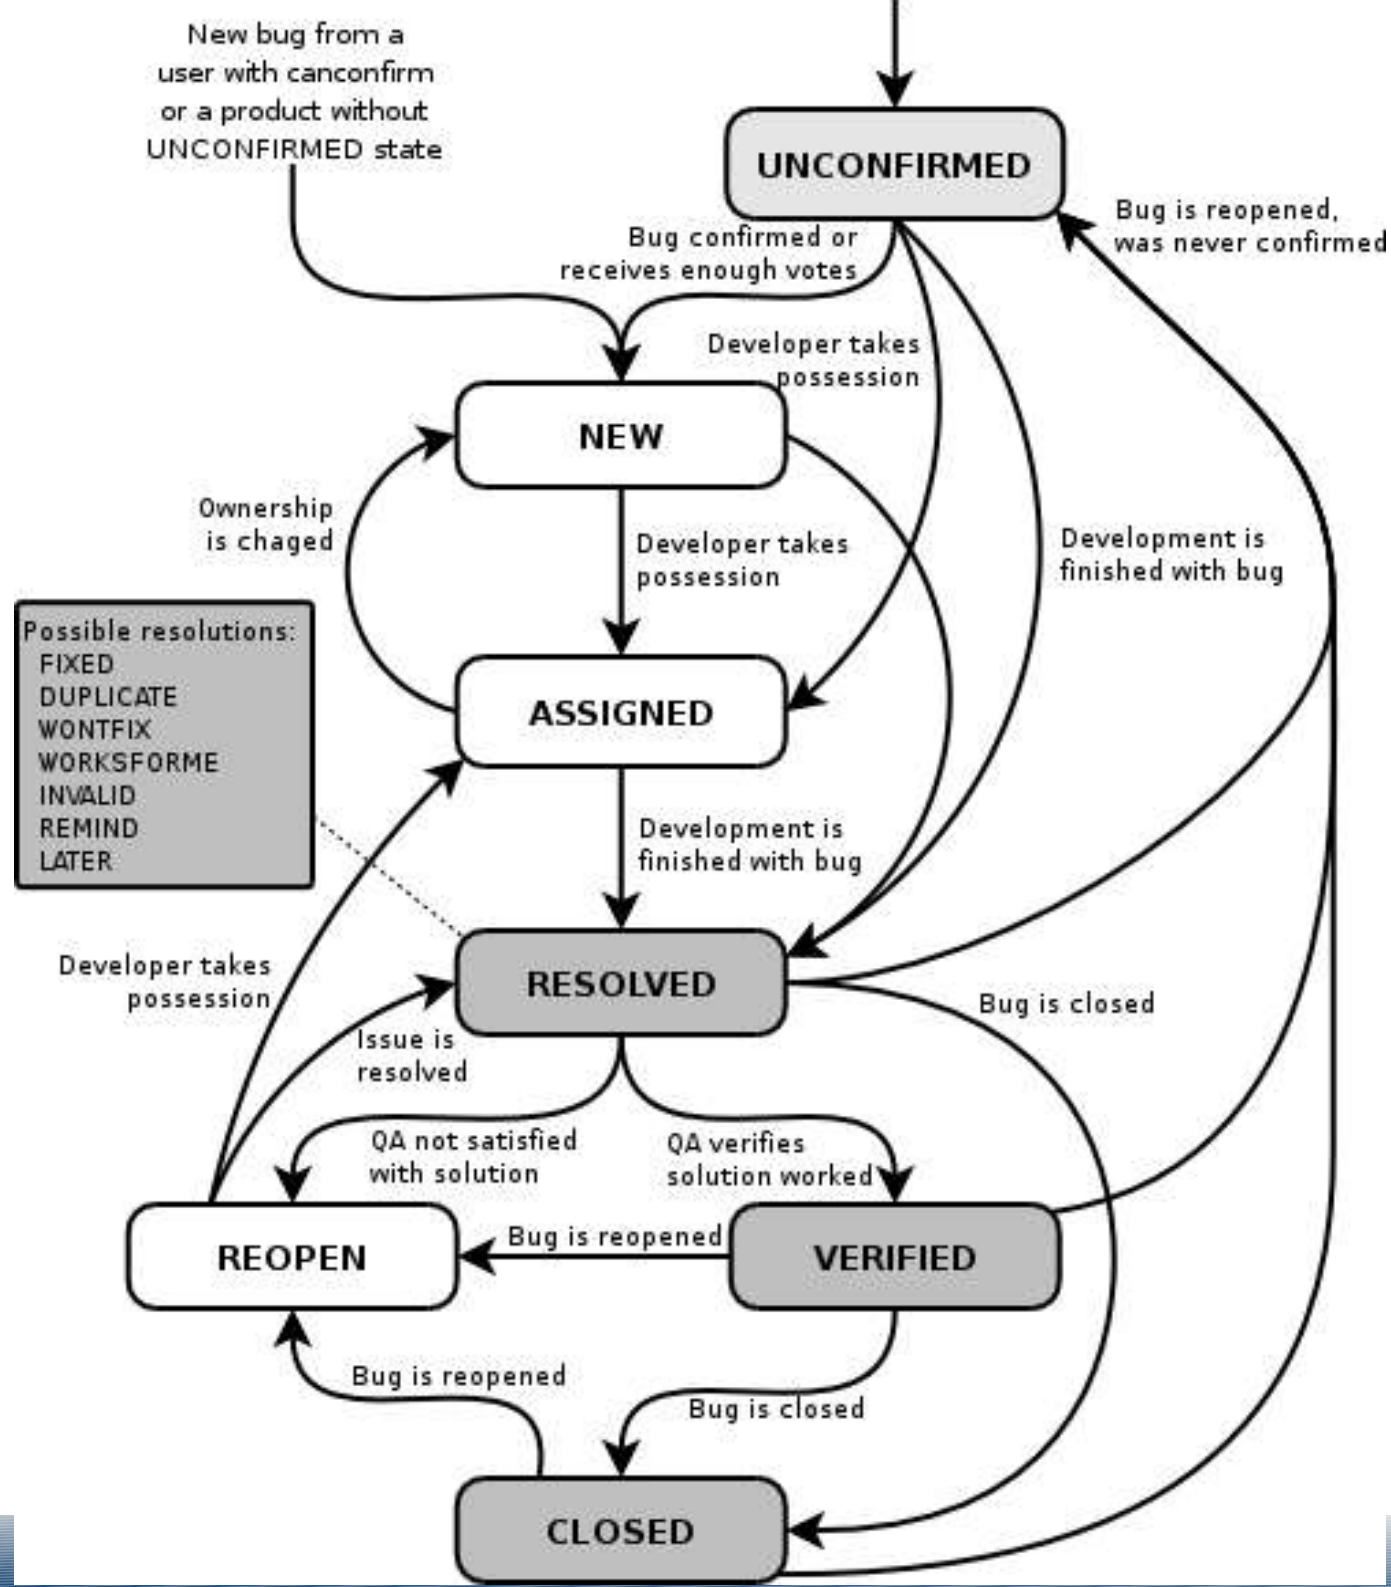 New bug from a
user with canconfirm
or a product without
UNCONFIRMED state
UNCONFIRMED
Bug is reopened,
was never confirmed
Bug confirmed or
receives enough votes
Developer takes
possession
NEW
Ownership
is chaged
Developer takes
possession
Development is
finished with bug
Possible resolutions:
FIXED
DUPLICATE
WONTFIX
WORKSFORME
INVALID
REMIND
LATER
ASSIGNED
Development is
finished with bug
Developer takes
possession
RESOLVED
Bug is closed
Issue is
resolved
QA not satisfied
with solution
QA verifies
solution worked
REOPEN
Bug is reopened
VERIFIED
Bug is reopened
Bug is closed
CLOSED